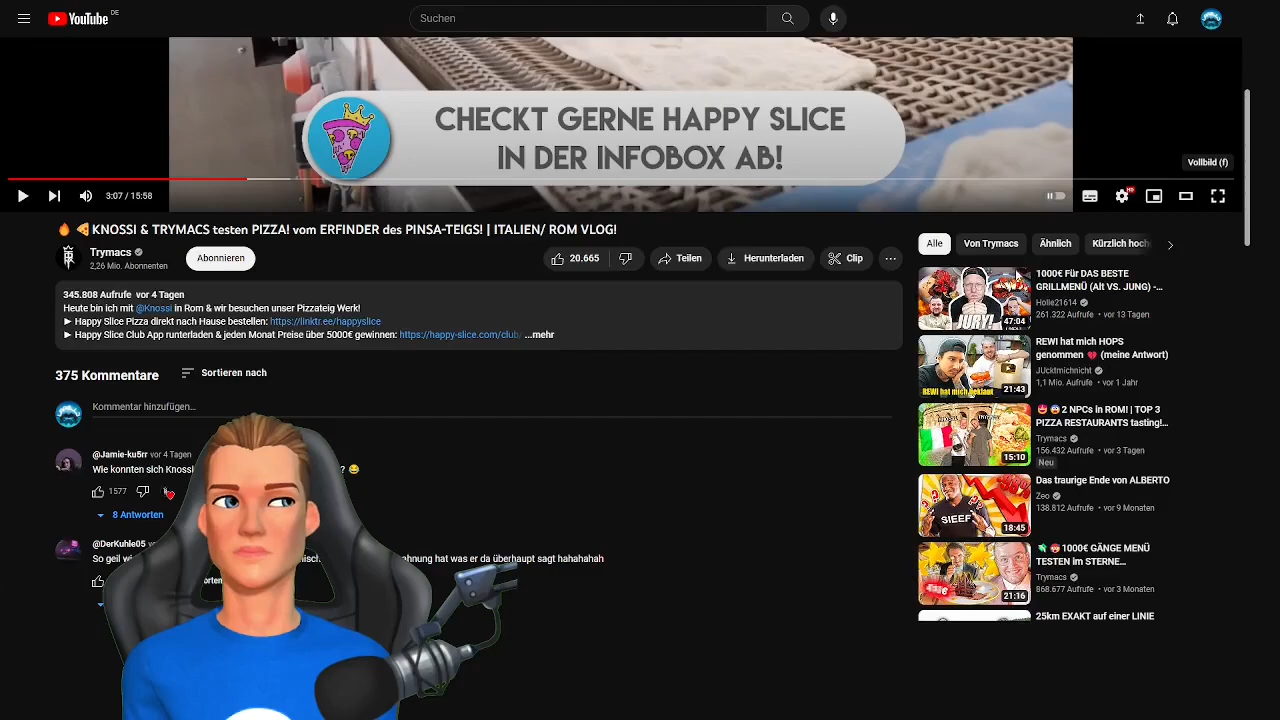 YouTube DE
Suchen
CHECKT GERNE HAPPY SLICE
IN DER INFOBOX AB!
Vollbild (f)
3:07 / 15:58
HD
🔥 🍕KNOSSI & TRYMACS testen PIZZA! vom ERFINDER des PINSA-TEIGS! | ITALIEN/ ROM VLOG!
Trymacs
2,26 Mio. Abonnenten
Abonnieren
20.665
Teilen
Herunterladen
Clip
345.808 Aufrufe vor 4 Tagen
Heute bin ich mit @Knossi in Rom & wir besuchen unser Pizzateig Werk!
► Happy Slice Pizza direkt nach Hause bestellen: https://linktr.ee/happyslice
► Happy Slice Club App runterladen & jeden Monat Preise über 5000€ gewinnen: https://happy-slice.com/club/ ...mehr
375 Kommentare
Sortieren nach
Kommentar hinzufügen...
@Jamie-ku5rr vor 4 Tagen
Wie konnten sich Knossi ? 😂
1577
8 Antworten
@DerKuhle05
So geil wi hat was er da überhaupt sagt hahahahah
Alle
Von Trymacs
Ähnlich
Kürzlich hoch
1000€ Für DAS BESTE
GRILLMENÜ (Alt VS. JUNG) -...
Holle21614
261.322 Aufrufe • vor 13 Tagen
JURY!
47:04
REWI hat mich HOPS
genommen 💔 (meine Antwort)
JUcktmichnicht
1,1 Mio. Aufrufe • vor 1 Jahr
REWI hat mich geklaut
21:43
🤩 😨2 NPCs in ROM! | TOP 3
PIZZA RESTAURANTS tasting!...
Trymacs
156.432 Aufrufe • vor 3 Tagen
Neu
15:10
Das traurige Ende von ALBERTO
Zeo
138.812 Aufrufe • vor 9 Monaten
SIEEF
18:45
1000€ GÄNGE MENÜ
TESTEN im STERNE...
Trymacs
868.677 Aufrufe • vor 3 Monaten
21:16
25km EXAKT auf einer LINIE